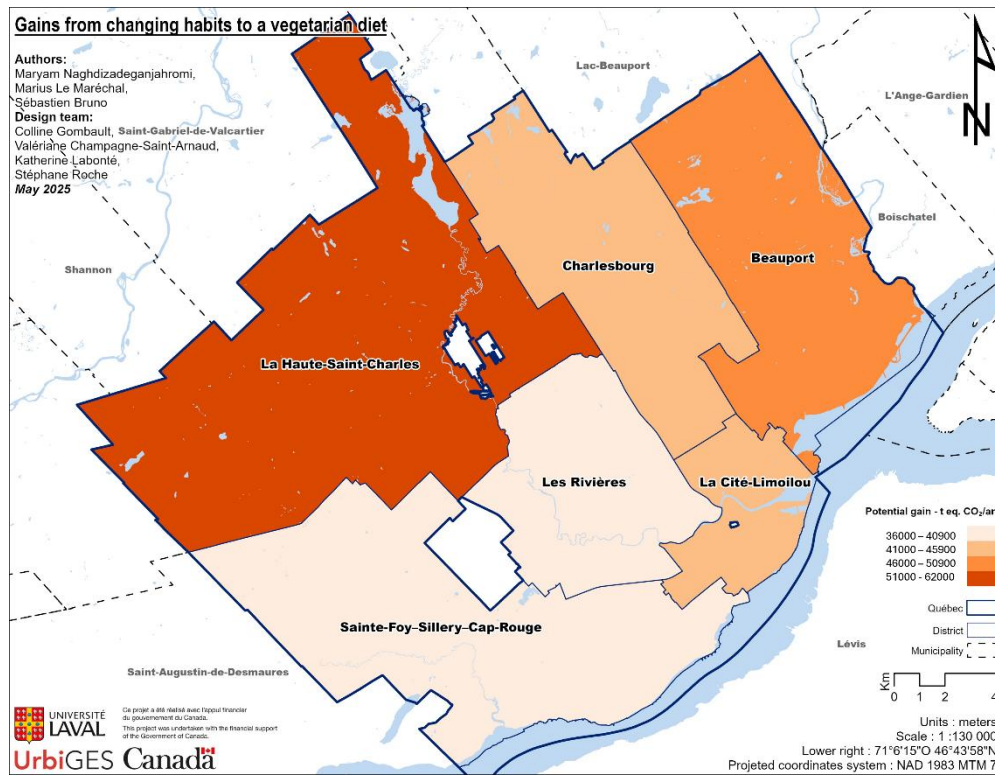 Gains from changing habits to a vegetarian diet
Authors:
Maryam Naghdizadeganjahromi,
Marius Le Maréchal,
Sébastien Bruno
Design team:
Colline Gombault,
Valériane Champagne-Saint-Arnaud,
Katherine Labonté,
Stéphane Roche
May 2025
Saint-Gabriel-de-Valcartier
Lac-Beauport
L'Ange-Gardien
N
Boischatel
Shannon
Charlesbourg
Beauport
La Haute-Saint-Charles
Les Rivières
La Cité-Limoilou
Sainte-Foy–Sillery–Cap-Rouge
Saint-Augustin-de-Desmaures
Lévis
Potential gain - t eq. CO₂/an
36000 – 40900
41000 – 45900
46000 – 50900
51000 - 62000
Québec
District
Municipality
Km
0 1 2 4
Units : meters
Scale : 1 :130 000
Lower right : 71°6'15"O 46°43'58"N
Projeted coordinates system : NAD 1983 MTM 7
UNIVERSITÉ
LAVAL
Ce projet a été réalisé avec l'appui financier
du gouvernement du Canada.
This project was undertaken with the financial support
of the Government of Canada.
UrbiGES Canada